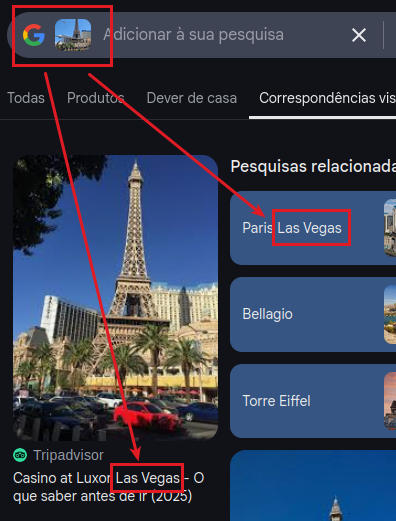 Adicionar à sua pesquisa
Todas Produtos Dever de casa Correspondências vis
Pesquisas relacionada
Paris Las Vegas
Bellagio
Torre Eiffel
Tripadvisor
Casino at Luxor Las Vegas - O
que saber antes de ir (2025)